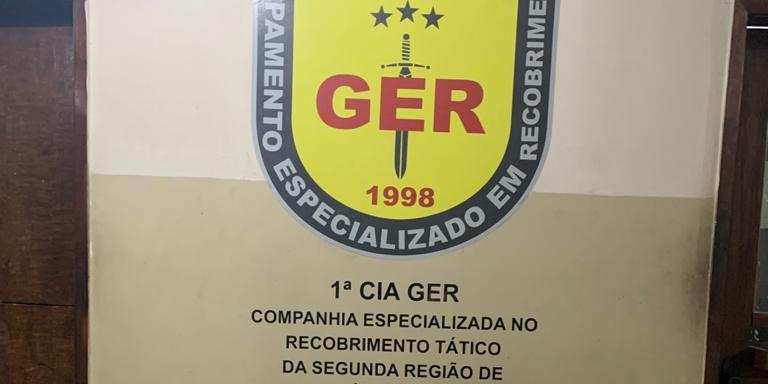 PAMENTO ESPECIALIZADO EM RECOBRIME
GER
1998
1ª CIA GER
COMPANHIA ESPECIALIZADA NO
RECOBRIMENTO TÁTICO
DA SEGUNDA REGIÃO DE